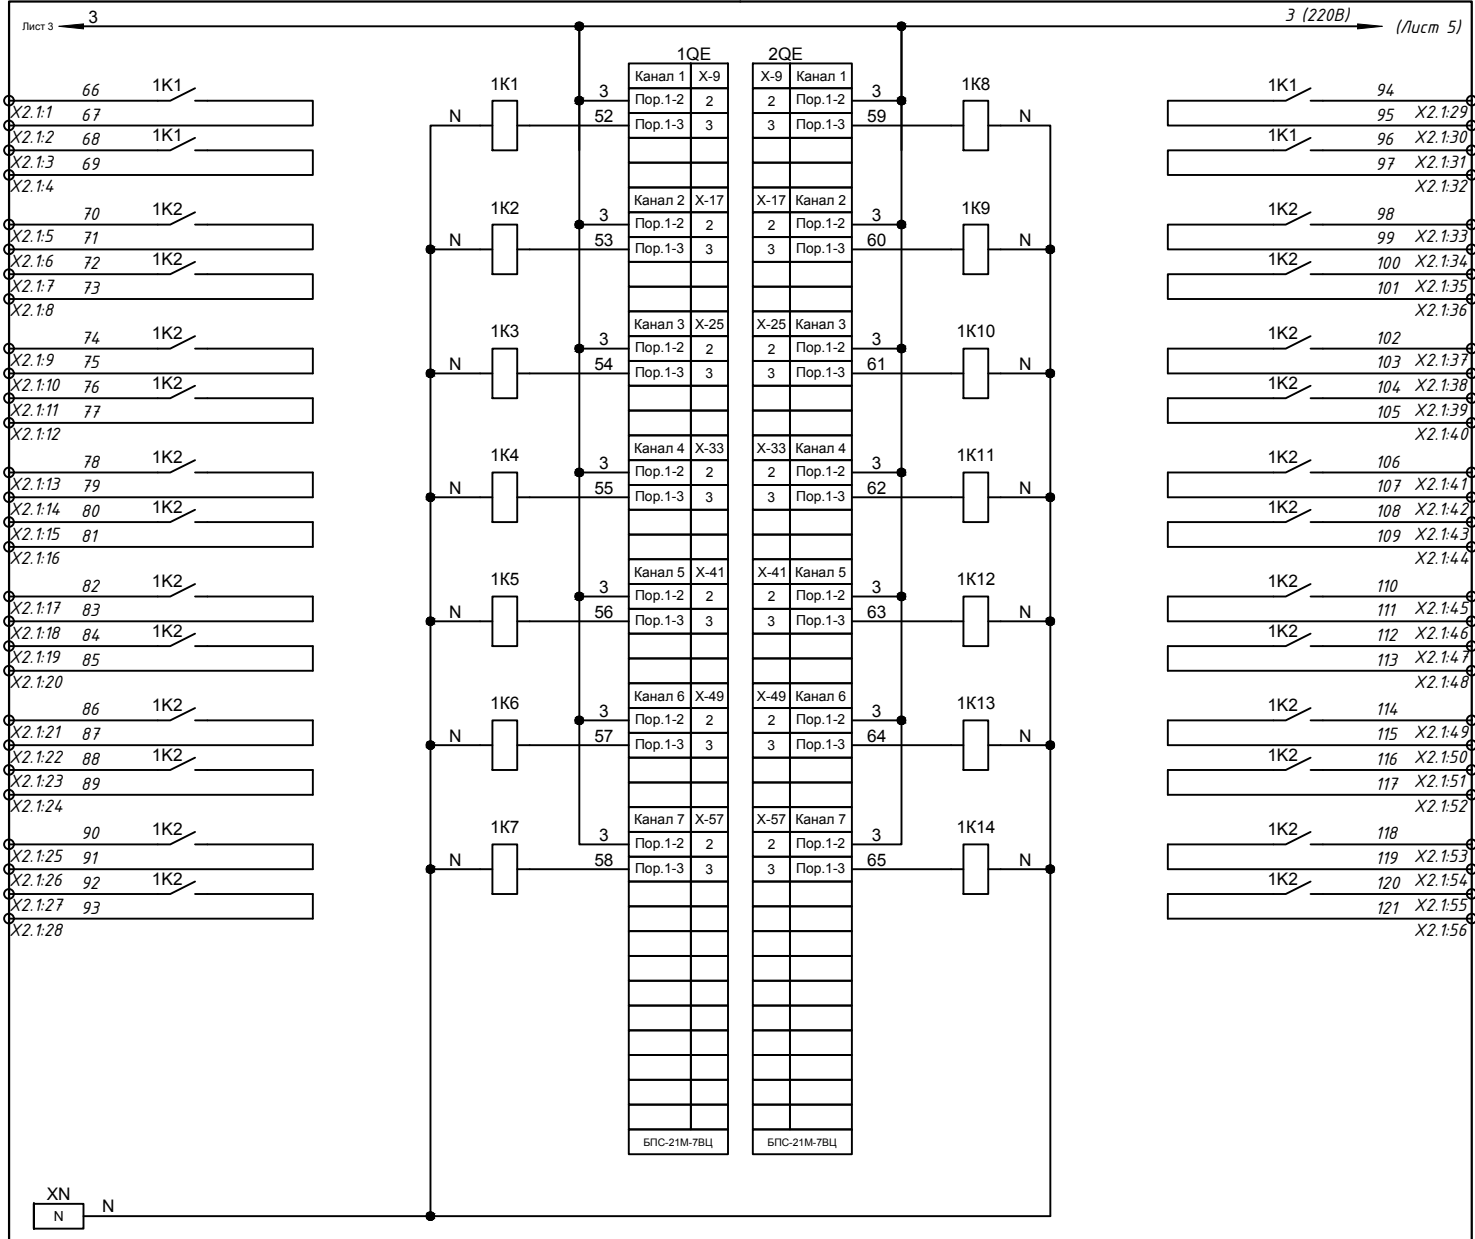 Лист 3
3
3 (220В)
(Лист 5)
1QE
2QE
Канал 1 X-9
Пор.1-2 2
Пор.1-3 3
Канал 2 X-17
Пор.1-2 2
Пор.1-3 3
Канал 3 X-25
Пор.1-2 2
Пор.1-3 3
Канал 4 X-33
Пор.1-2 2
Пор.1-3 3
Канал 5 X-41
Пор.1-2 2
Пор.1-3 3
Канал 6 X-49
Пор.1-2 2
Пор.1-3 3
Канал 7 X-57
Пор.1-2 2
Пор.1-3 3
БПС-21М-7ВЦ
X-9 Канал 1
2 Пор.1-2
3 Пор.1-3
X-17 Канал 2
2 Пор.1-2
3 Пор.1-3
X-25 Канал 3
2 Пор.1-2
3 Пор.1-3
X-33 Канал 4
2 Пор.1-2
3 Пор.1-3
X-41 Канал 5
2 Пор.1-2
3 Пор.1-3
X-49 Канал 6
2 Пор.1-2
3 Пор.1-3
X-57 Канал 7
2 Пор.1-2
3 Пор.1-3
БПС-21М-7ВЦ
66 1К1
X2.1:1 67
X2.1:2 68 1К1
X2.1:3 69
X2.1:4
70 1К2
X2.1:5 71
X2.1:6 72 1К2
X2.1:7 73
X2.1:8
74 1К2
X2.1:9 75
X2.1:10 76 1К2
X2.1:11 77
X2.1:12
78 1К2
X2.1:13 79
X2.1:14 80 1К2
X2.1:15 81
X2.1:16
82 1К2
X2.1:17 83
X2.1:18 84 1К2
X2.1:19 85
X2.1:20
86 1К2
X2.1:21 87
X2.1:22 88 1К2
X2.1:23 89
X2.1:24
90 1К2
X2.1:25 91
X2.1:26 92 1К2
X2.1:27 93
X2.1:28
1К1 3
N 52
1К2 3
N 53
1К3 3
N 54
1К4 3
N 55
1К5 3
N 56
1К6 3
N 57
1К7 3
N 58
3 1К8
59 N
3 1К9
60 N
3 1К10
61 N
3 1К11
62 N
3 1К12
63 N
3 1К13
64 N
3 1К14
65 N
1К1 94
95 X2.1:29
1К1 96 X2.1:30
97 X2.1:31
X2.1:32
1К2 98
99 X2.1:33
1К2 100 X2.1:34
101 X2.1:35
X2.1:36
1К2 102
103 X2.1:37
1К2 104 X2.1:38
105 X2.1:39
X2.1:40
1К2 106
107 X2.1:41
1К2 108 X2.1:42
109 X2.1:43
X2.1:44
1К2 110
111 X2.1:45
1К2 112 X2.1:46
113 X2.1:47
X2.1:48
1К2 114
115 X2.1:49
1К2 116 X2.1:50
117 X2.1:51
X2.1:52
1К2 118
119 X2.1:53
1К2 120 X2.1:54
121 X2.1:55
X2.1:56
XN
N
N